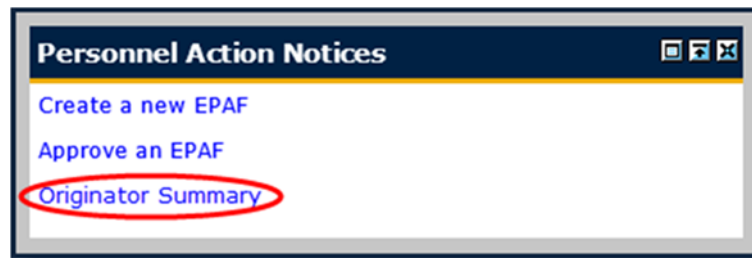 Personnel Action Notices
Create a new EPAF
Approve an EPAF
Originator Summary